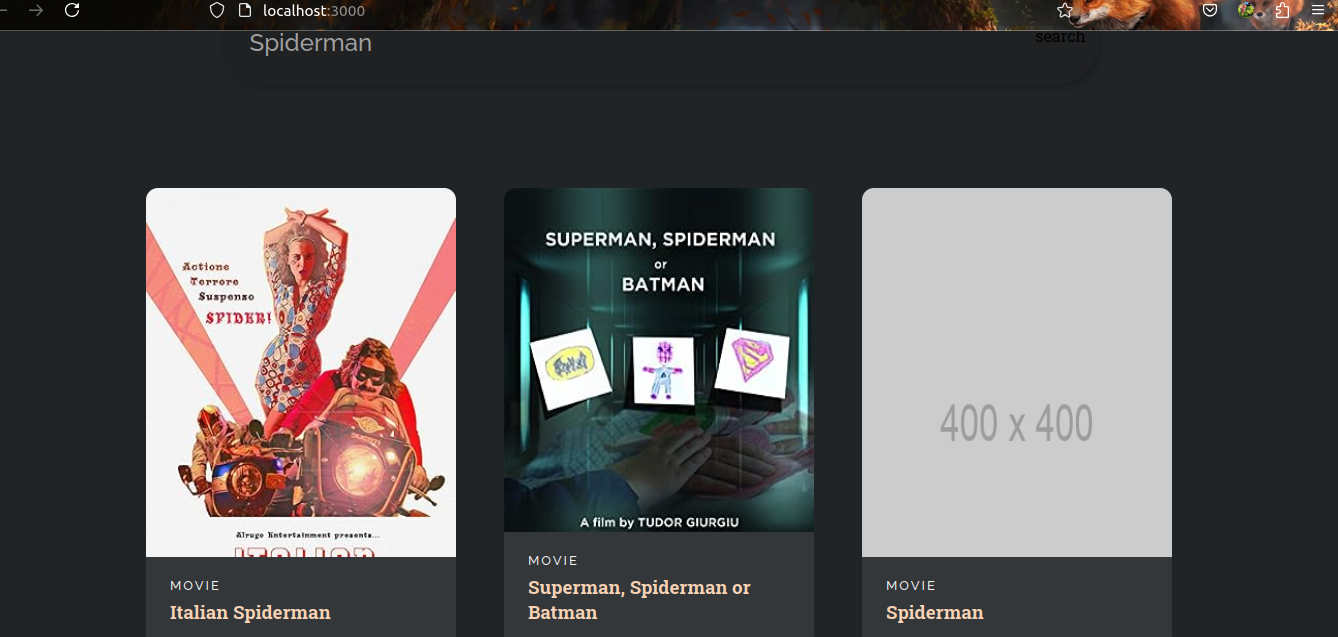 localhost:3000
Spiderman
search
Actione
Terrore
Suspenso
SPIDER!
Alrugo Entertainment presents...
ITALIAN
SUPERMAN, SPIDERMAN
or
BATMAN
A film by TUDOR GIURGIU
400 x 400
MOVIE
Italian Spiderman
MOVIE
Superman, Spiderman or
Batman
MOVIE
Spiderman